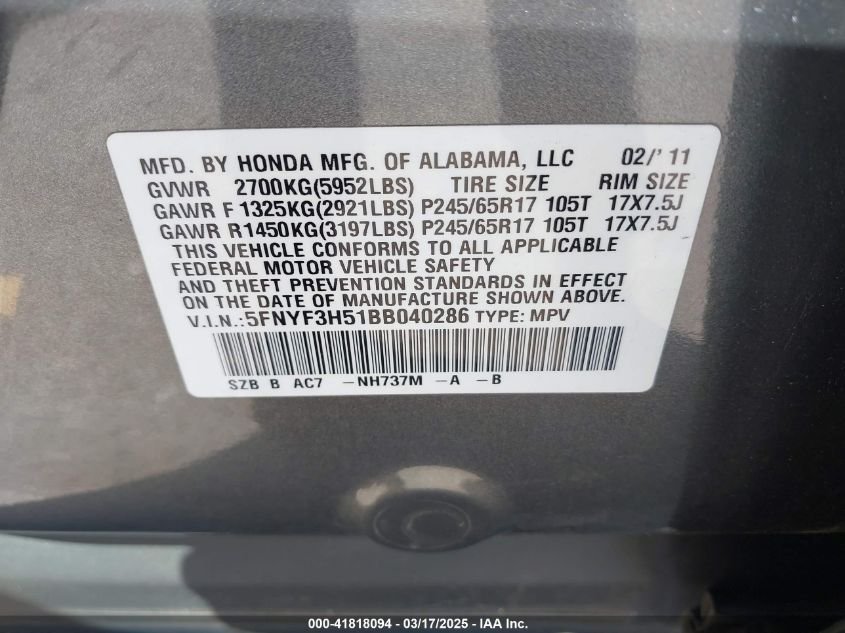 MFD. BY HONDA MFG. OF ALABAMA, LLC 02/'11
GVWR 2700KG(5952LBS) TIRE SIZE RIM SIZE
GAWR F 1325KG(2921LBS) P245/65R17 105T 17X7.5J
GAWR R1450KG(3197LBS) P245/65R17 105T 17X7.5J
THIS VEHICLE CONFORMS TO ALL APPLICABLE
FEDERAL MOTOR VEHICLE SAFETY
AND THEFT PREVENTION STANDARDS IN EFFECT
ON THE DATE OF MANUFACTURE SHOWN ABOVE.
V.I.N.:5FNYF3H51BB040286 TYPE: MPV
SZB B AC7 -NH737M -A -B
000-41818094 - 03/17/2025 - IAA Inc.